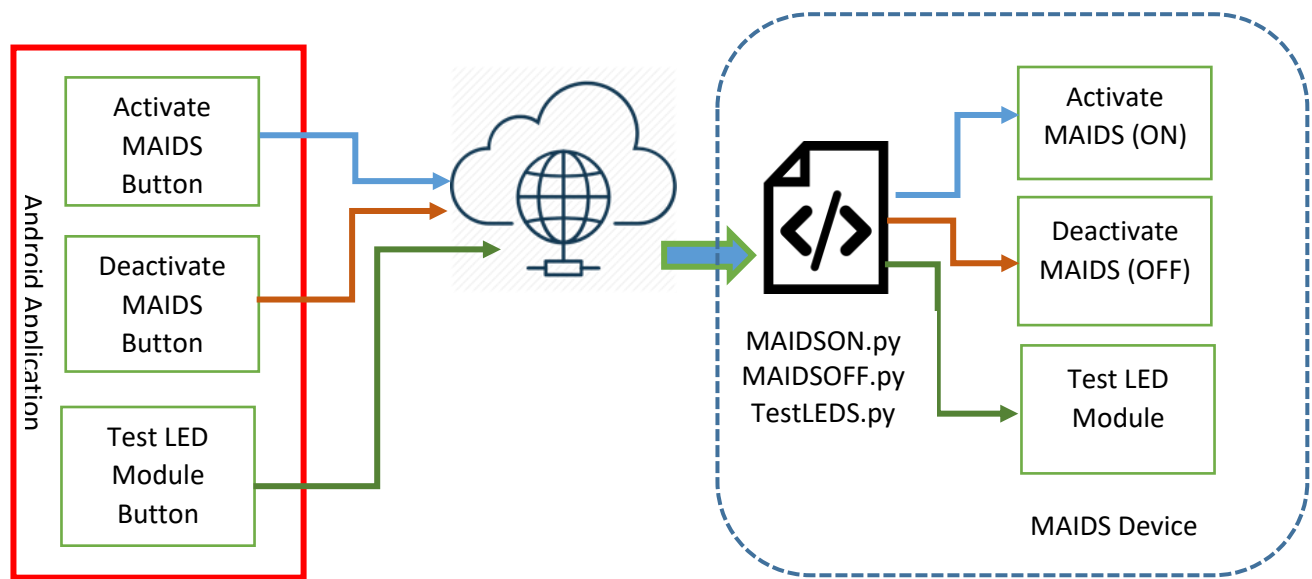 Android Application
Activate
MAIDS
Button
Deactivate
MAIDS
Button
Test LED
Module
Button
</>
MAIDSON.py
MAIDSOFF.py
TestLEDS.py
Activate
MAIDS (ON)
Deactivate
MAIDS (OFF)
Test LED
Module
MAIDS Device